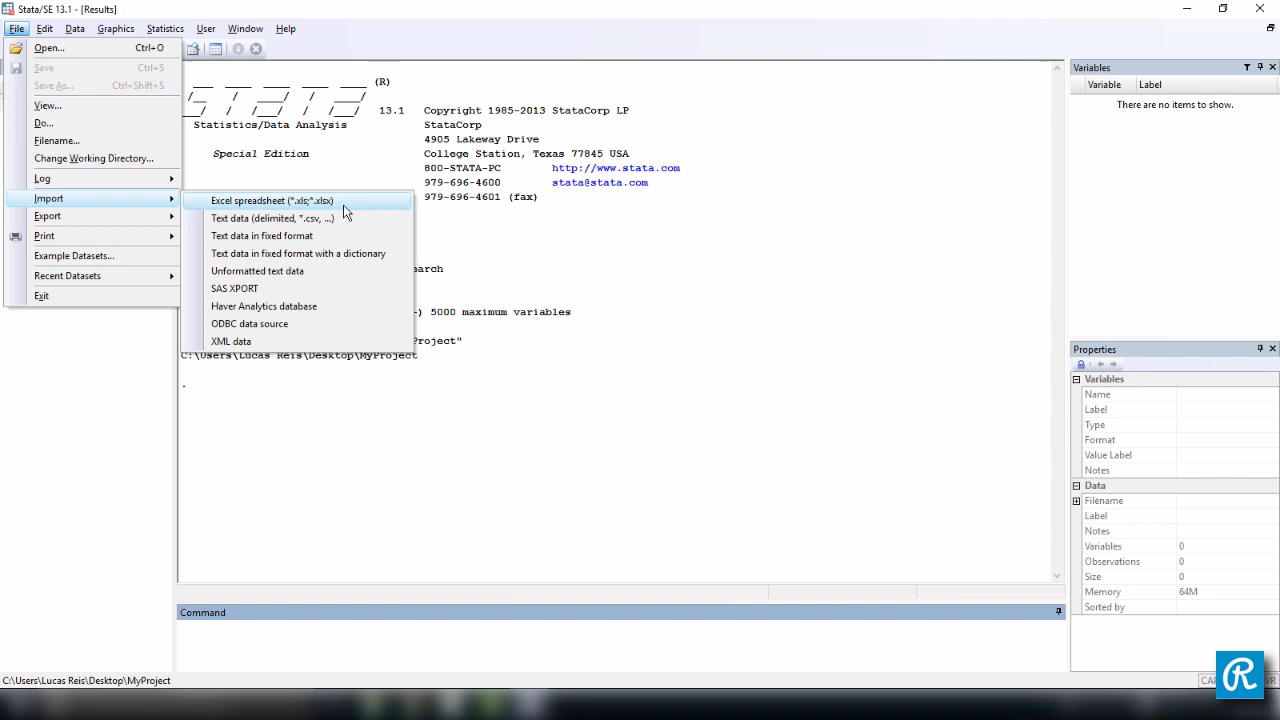 Stata/SE 13.1 - [Results]
File Edit Data Graphics Statistics User Window Help
Open... Ctrl+O
Save Ctrl+S
Save As... Ctrl+Shift+S
View...
Do...
Filename...
Change Working Directory...
Log
Import
Export
Print
Example Datasets...
Recent Datasets
Exit
Excel spreadsheet (*.xls;*.xlsx)
Text data (delimited, *.csv, ...)
Text data in fixed format
Text data in fixed format with a dictionary
Unformatted text data
SAS XPORT
Haver Analytics database
ODBC data source
XML data
(R)
13.1 Copyright 1985-2013 StataCorp LP
Statistics/Data Analysis StataCorp
4905 Lakeway Drive
Special Edition College Station, Texas 77845 USA
800-STATA-PC http://www.stata.com
979-696-4600 stata@stata.com
979-696-4601 (fax)
earch
-) 5000 maximum variables
roject"
C:\Users\Lucas Reis\Desktop\MyProject
.
Command
Variables
Variable Label
There are no items to show.
Properties
Variables
Name
Label
Type
Format
Value Label
Notes
Data
Filename
Label
Notes
Variables 0
Observations 0
Size 0
Memory 64M
Sorted by
C:\Users\Lucas Reis\Desktop\MyProject
R